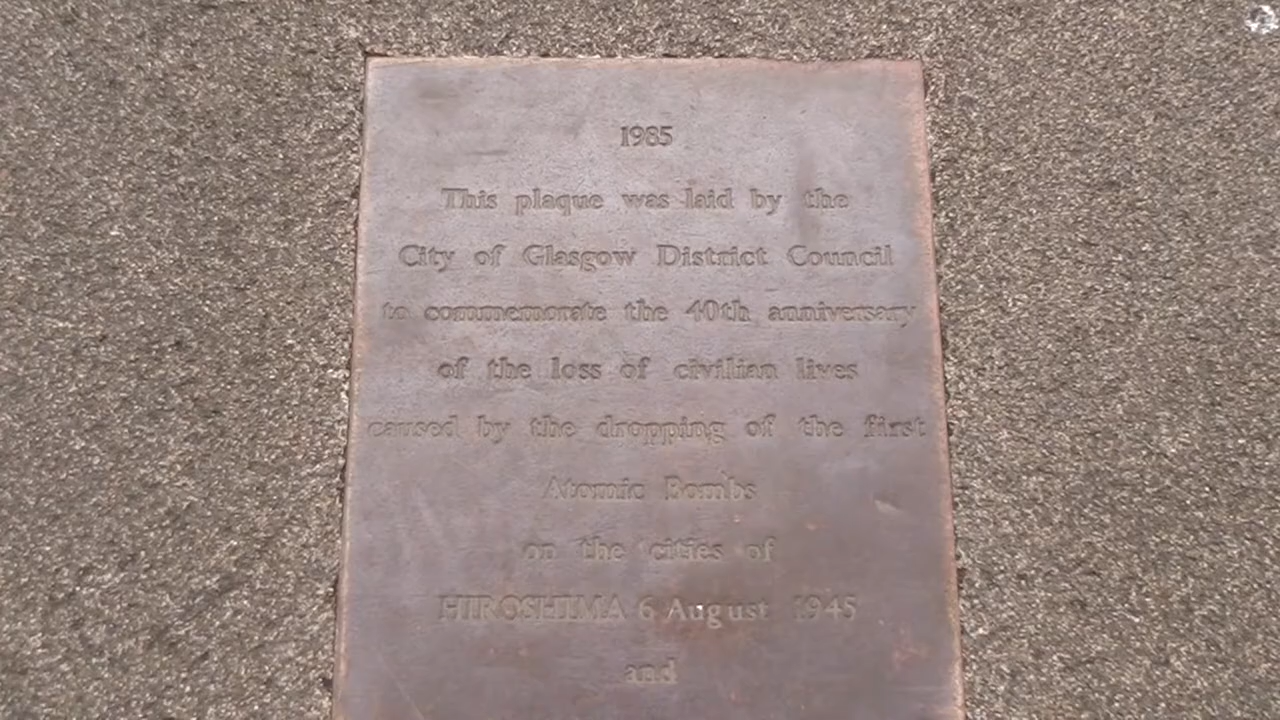 1985
This plaque was laid by the
City of Glasgow District Council
to commemorate the 40th anniversary
of the loss of civilian lives
caused by the dropping of the first
Atomic Bombs
on the cities of
HIROSHIMA 6 August 1945
and